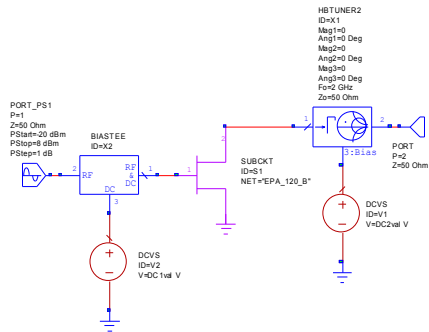 HBTUNER2
ID=X1
Mag1=0
Ang1=0 Deg
Mag2=0
Ang2=0 Deg
Mag3=0
Ang3=0 Deg
Fo=2 GHz
Zo=50 Ohm
PORT_PS1
P=1
Z=50 Ohm
PStart=-20 dBm
PStop=8 dBm
PStep=1 dB
BIASTEE
ID=X2
2
RF
RF
&
DC
1
DC
3
1
2
SUBCKT
ID=S1
NET="EPA_120_B"
1
2
3:Bias
PORT
P=2
Z=50 Ohm
DCVS
ID=V2
V=DC1val V
DCVS
ID=V1
V=DC2val V